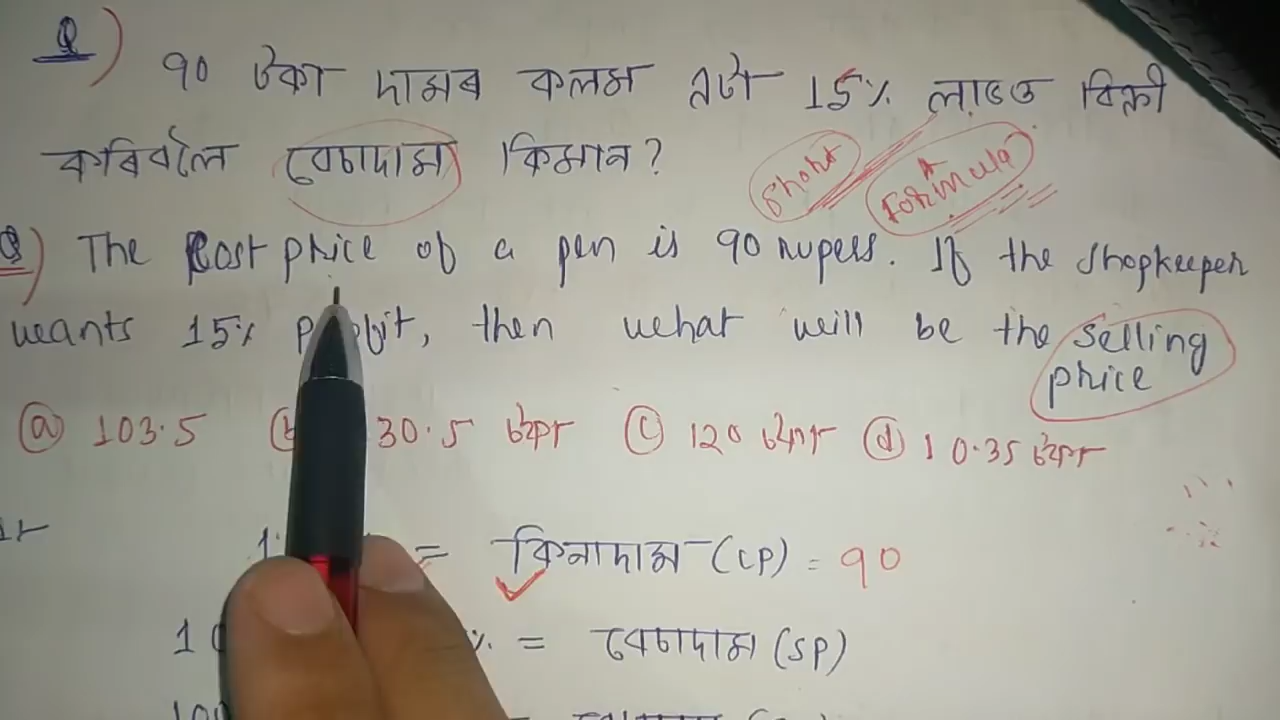 Q) 90 টকা দামৰ কলম এটা 15% লাভত বিক্ৰী
কৰিবলৈ বেচাদাম কিমান?
Short Formula
Q) The Cost price of a pen is 90 rupess. If the shopkeeper
wants 15% profit, then what will be the selling
price
(a) 103.5 30.5 টকা (c) 120 টকা (d) 10.35 টকা
= কিনাদাম (CP) = 90
% = বেচাদাম (SP)